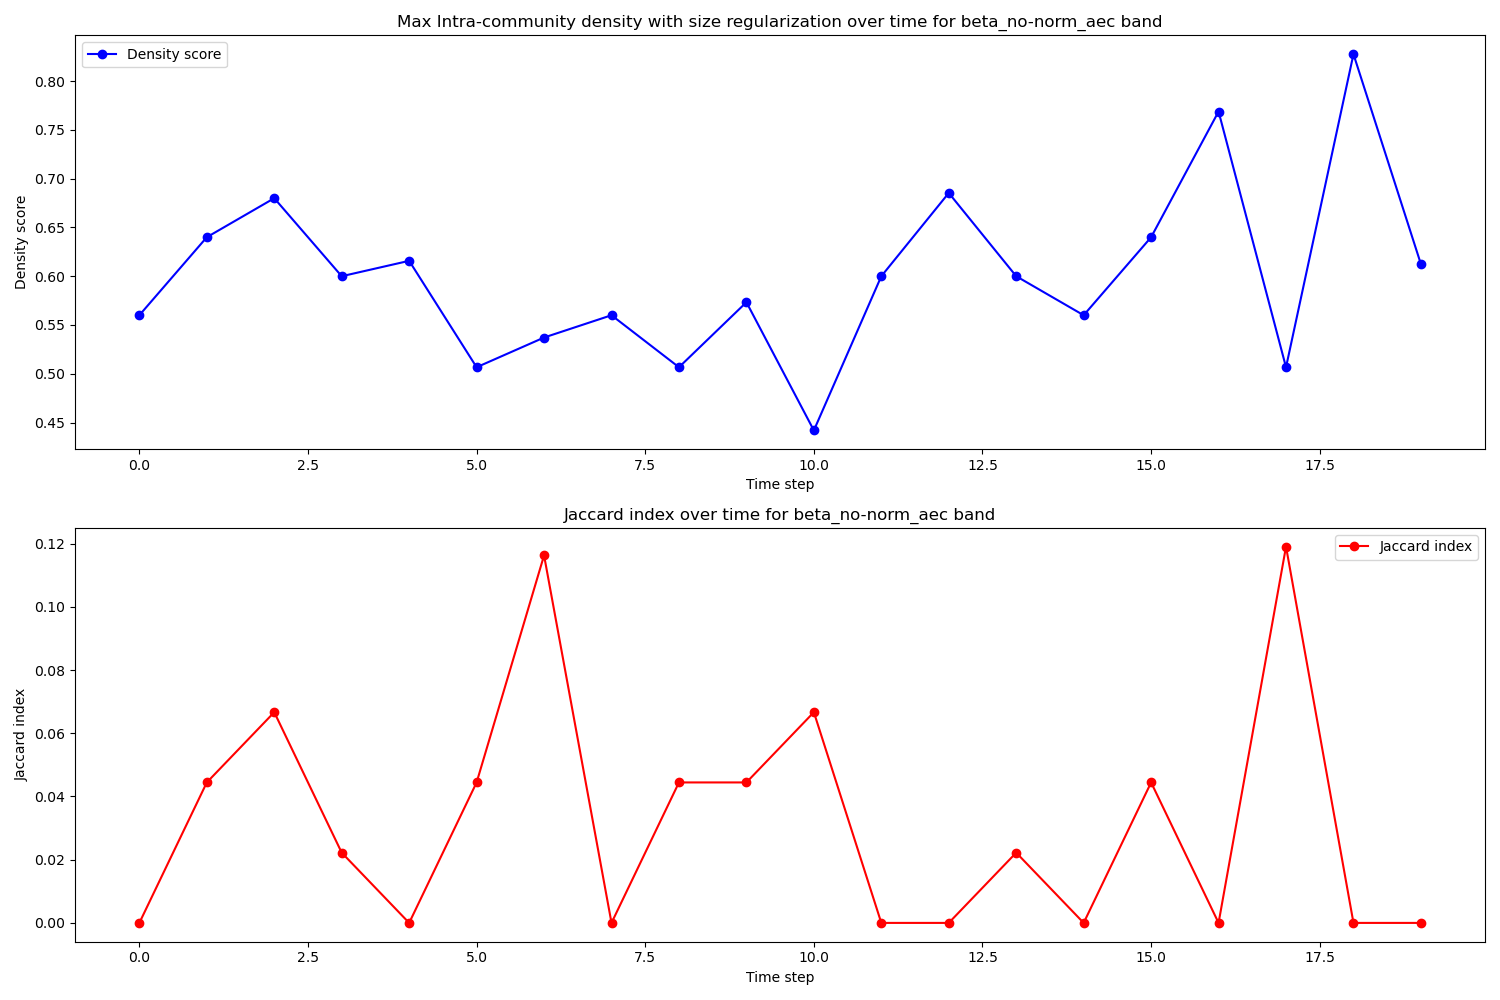 Max Intra-community density with size regularization over time for beta_no-norm_aec band
Density score
0.80
0.75
0.70
0.65
0.60
0.55
0.50
0.45
Density score
0.0 2.5 5.0 7.5 10.0 12.5 15.0 17.5
Time step
Jaccard index over time for beta_no-norm_aec band
Jaccard index
0.12
0.10
0.08
0.06
0.04
0.02
0.00
Jaccard index
0.0 2.5 5.0 7.5 10.0 12.5 15.0 17.5
Time step